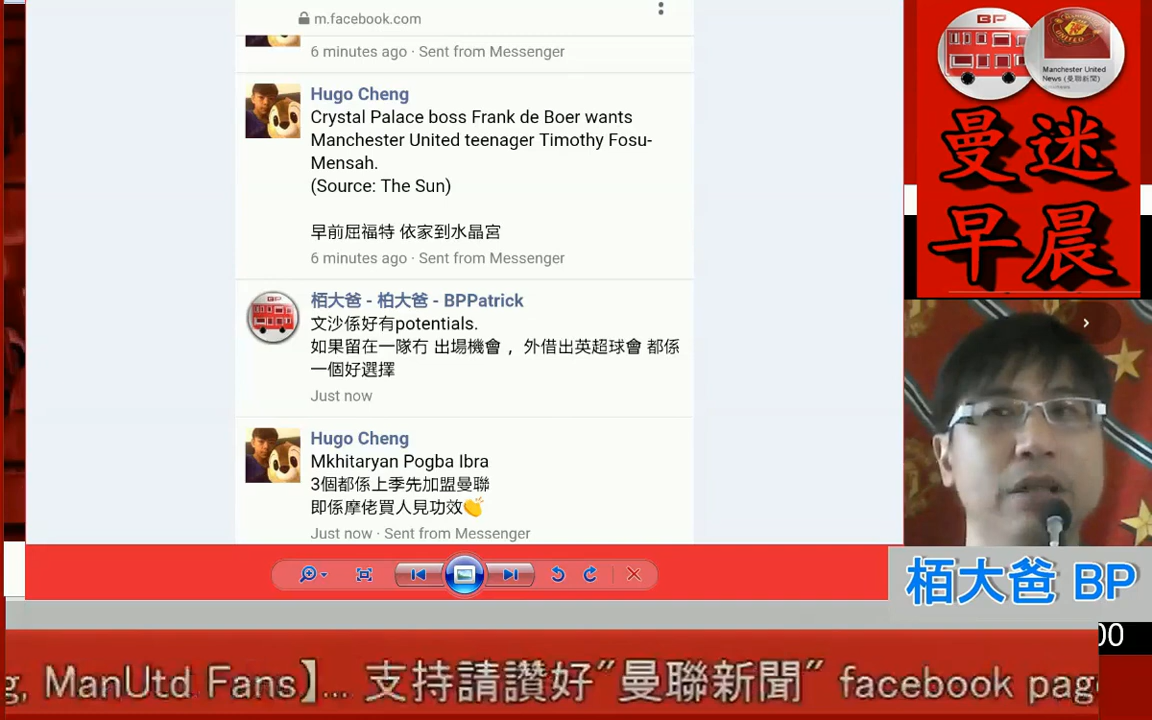 m.facebook.com
6 minutes ago · Sent from Messenger
Hugo Cheng
Crystal Palace boss Frank de Boer wants
Manchester United teenager Timothy Fosu-
Mensah.
(Source: The Sun)
早前屈福特 依家到水晶宮
6 minutes ago · Sent from Messenger
栢大爸 - 柏大爸 - BPPatrick
文沙係好有potentials.
如果留在一隊冇 出場機會 ，外借出英超球會 都係
一個好選擇
Just now
Hugo Cheng
Mkhitaryan Pogba Ibra
3個都係上季先加盟曼聯
即係摩佬買人見功效👏
Just now · Sent from Messenger
BP
Manchester United
News (曼聯新聞)
曼迷
早晨
栢大爸 BP
00
g, ManUtd Fans】... 支持請讚好"曼聯新聞" facebook page